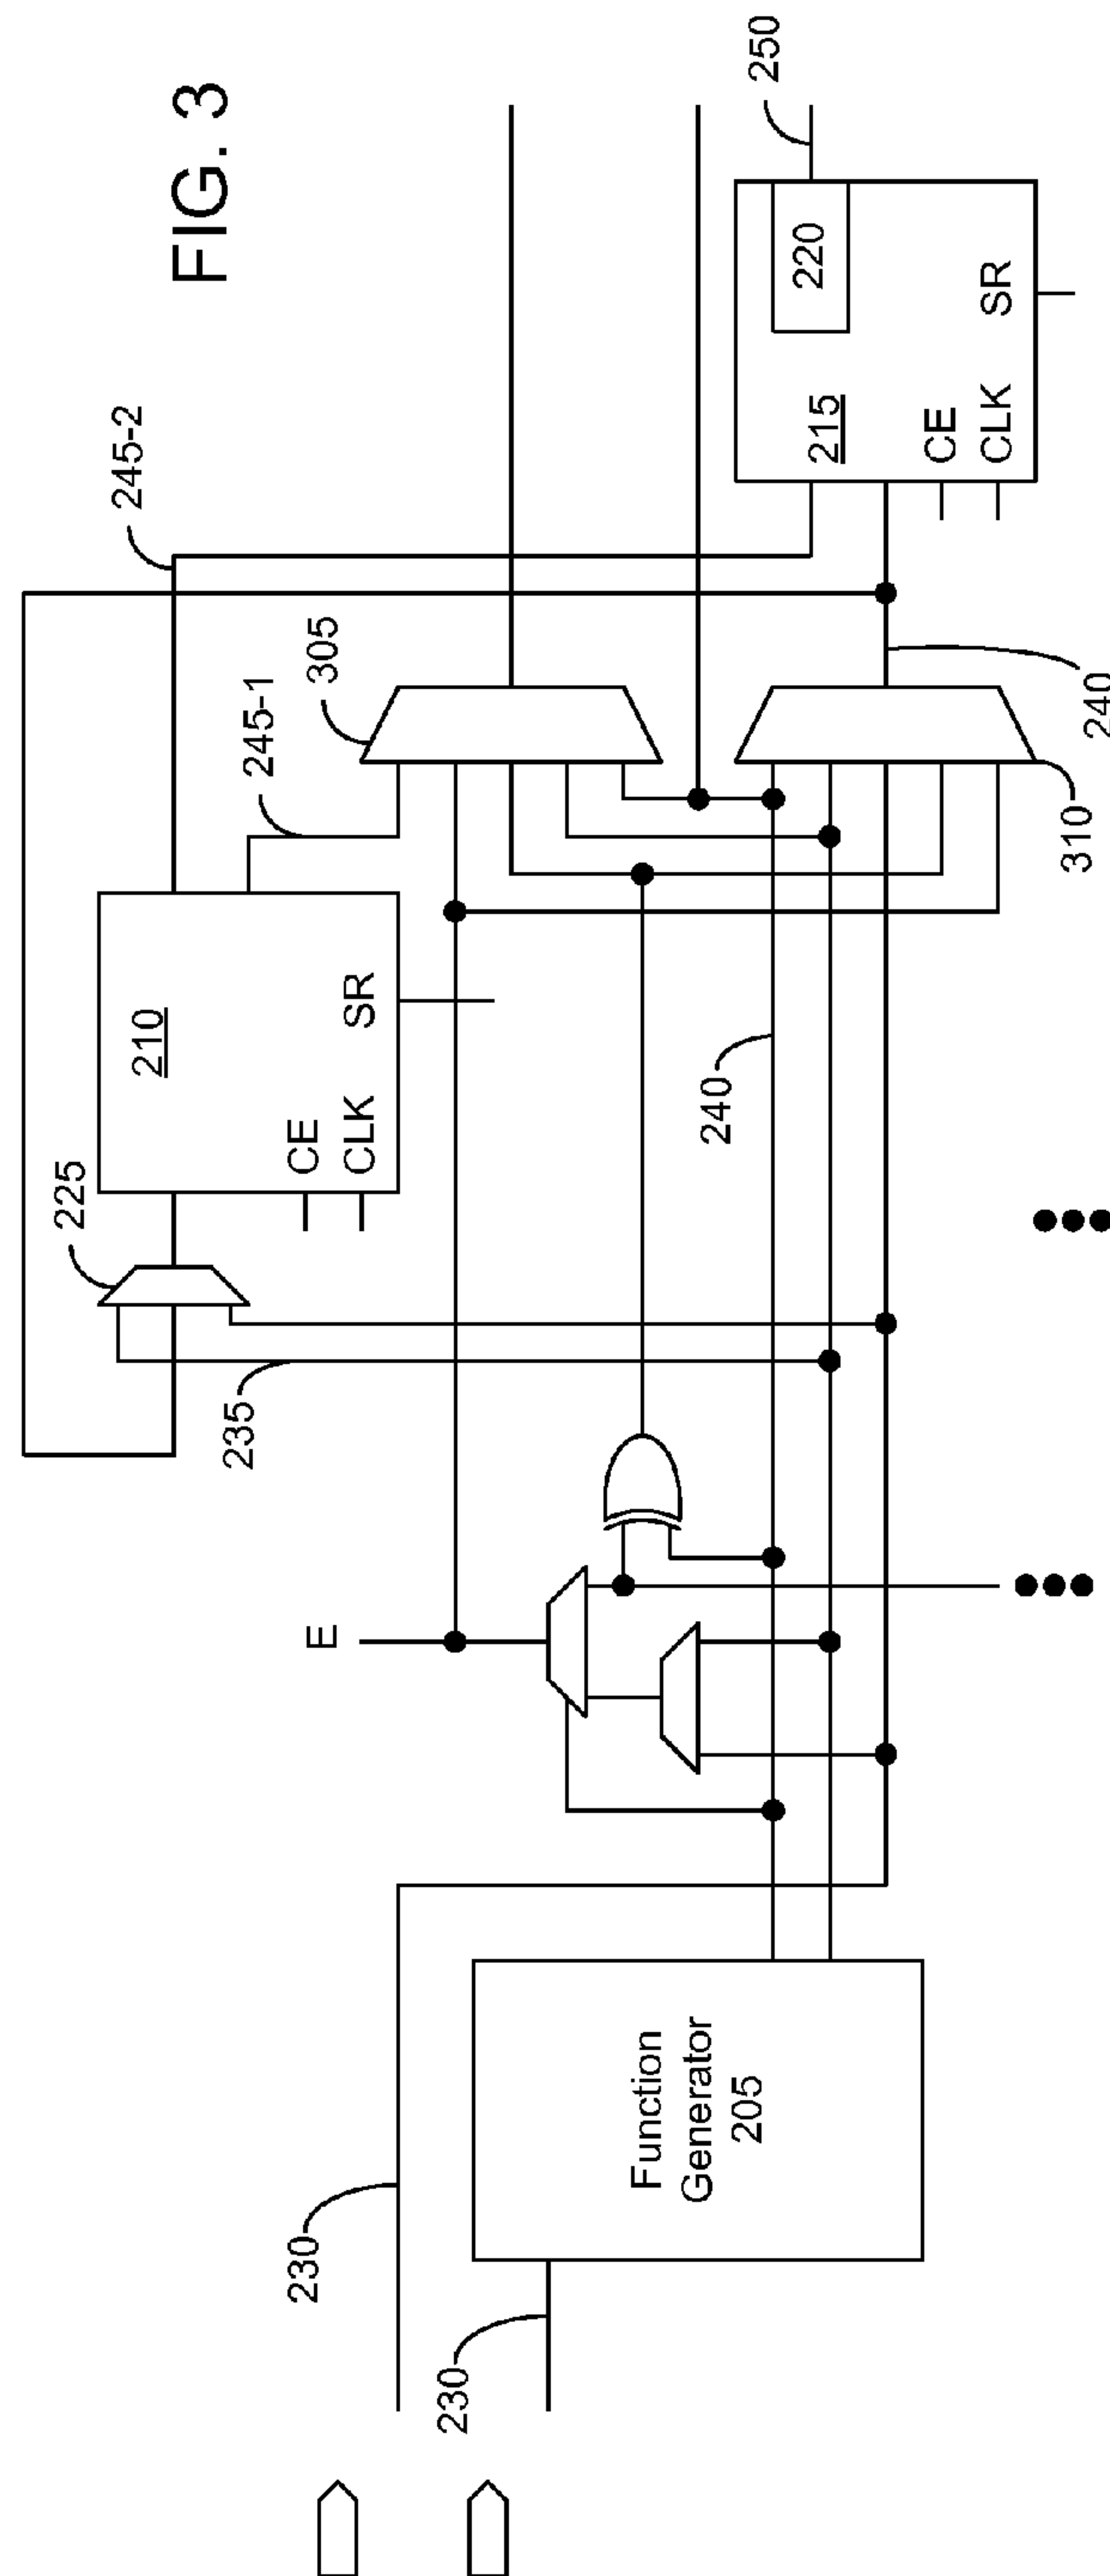 FIG. 3
245-2
250
245-1
305
225
210
SR
CE
CLK
235
E
220
215
CE
CLK
SR
240
240
310
230
230
Function
Generator
205